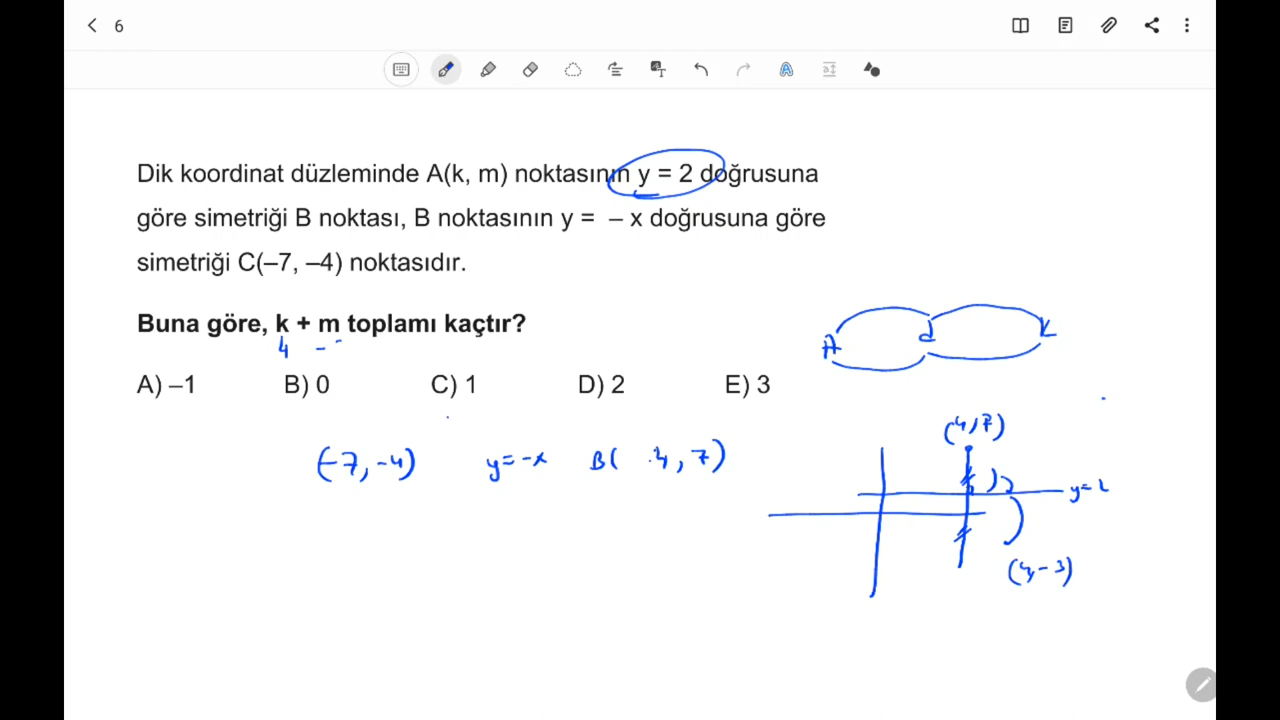 6
Dik koordinat düzleminde A(k, m) noktasının y = 2 doğrusuna
göre simetriği B noktası, B noktasının y = – x doğrusuna göre
simetriği C(–7, –4) noktasıdır.
Buna göre, k + m toplamı kaçtır?
4 –
A) –1 B) 0 C) 1 D) 2 E) 3
A d
(4,7)
(-7,-4) y=-x B( 4, 7)
y=2
(4,-3)